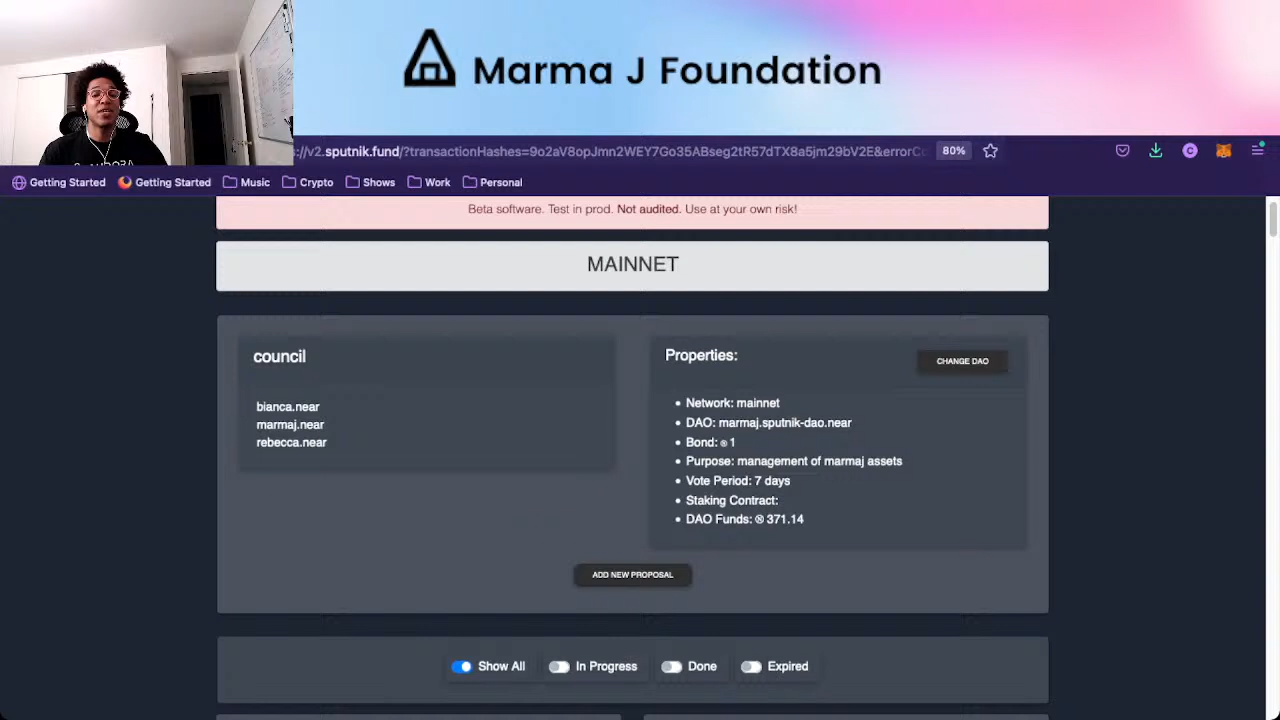 Marma J Foundation
://v2.sputnik.fund/?transactionHashes=9o2aV8opJmn2WEY7Go35ABseg2tR57dTX8a5jm29bV2E&errorCo
80%
Getting Started
Getting Started
Music
Crypto
Shows
Work
Personal
Beta software. Test in prod. Not audited. Use at your own risk!
MAINNET
council
bianca.near
marmaj.near
rebecca.near
Properties:
CHANGE DAO
Network: mainnet
DAO: marmaj.sputnik-dao.near
Bond: Ⓝ 1
Purpose: management of marmaj assets
Vote Period: 7 days
Staking Contract:
DAO Funds: Ⓝ 371.14
ADD NEW PROPOSAL
Show All
In Progress
Done
Expired